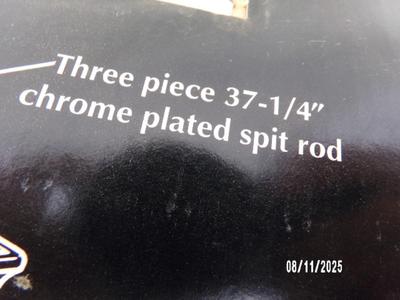 Three piece 37-1/4”
chrome plated spit rod
08/11/2025